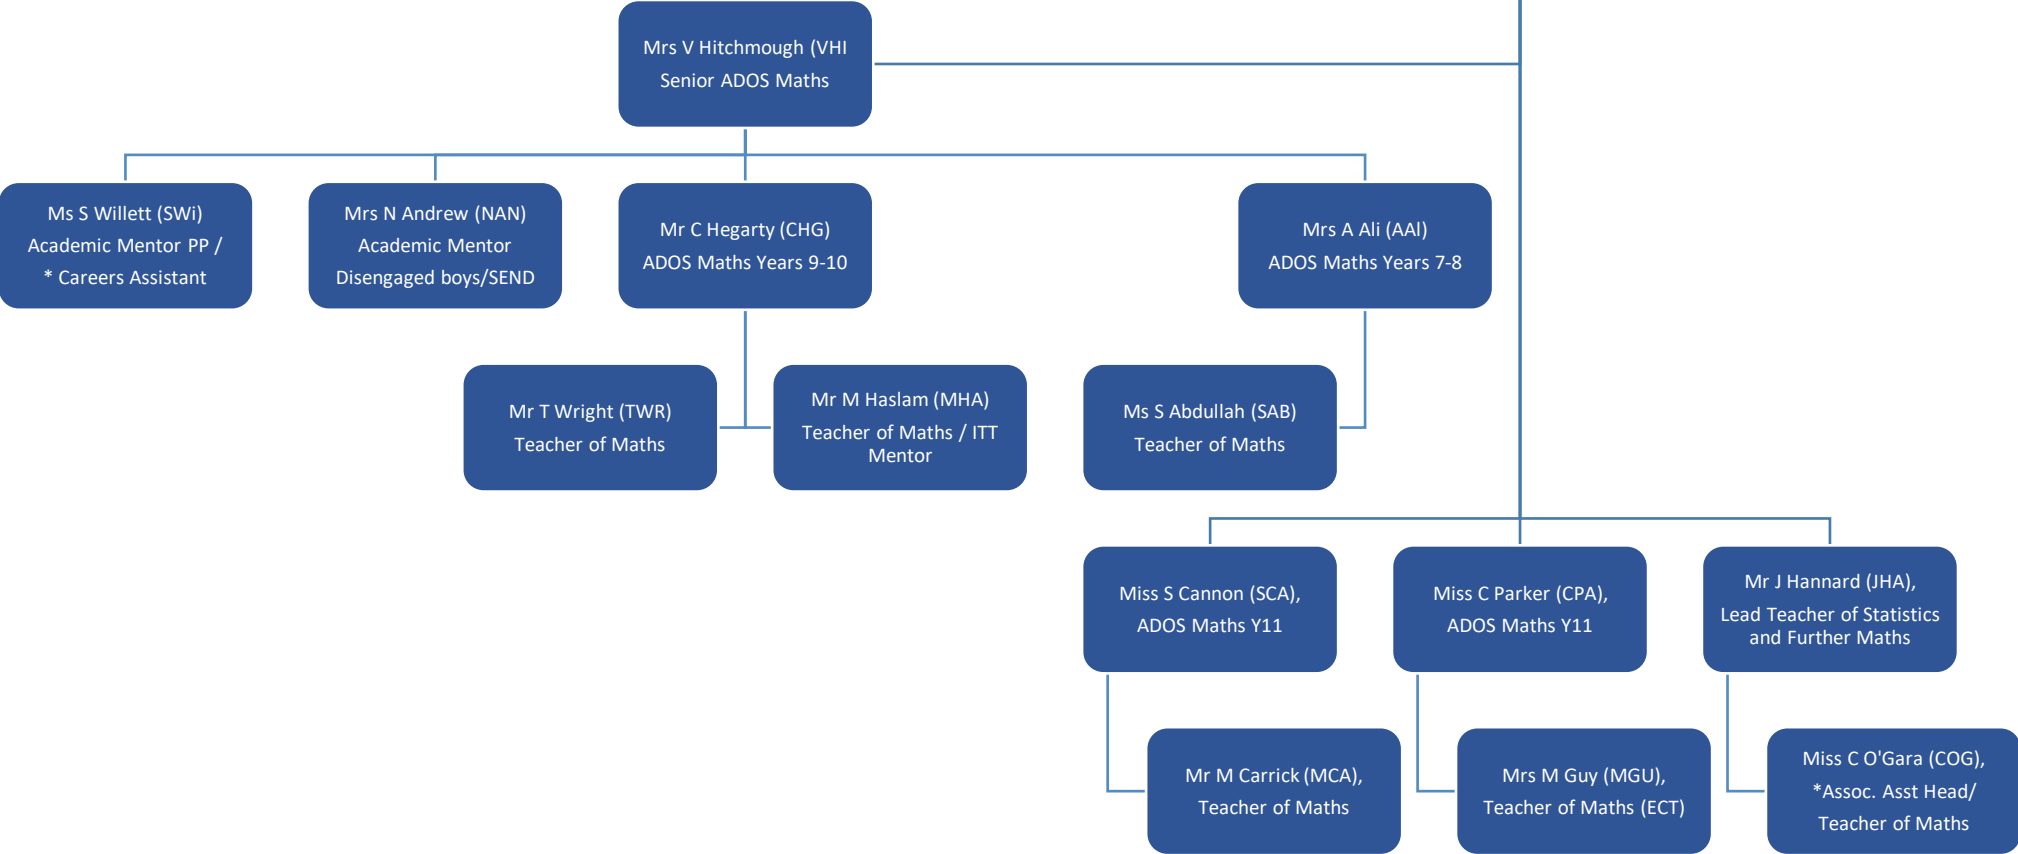 Mrs V Hitchmough (VHI
Senior ADOS Maths
Ms S Willett (SWi)
Academic Mentor PP /
* Careers Assistant
Mrs N Andrew (NAN)
Academic Mentor
Disengaged boys/SEND
Mr C Hegarty (CHG)
ADOS Maths Years 9-10
Mrs A Ali (AAl)
ADOS Maths Years 7-8
Mr T Wright (TWR)
Teacher of Maths
Mr M Haslam (MHA)
Teacher of Maths / ITT
Mentor
Ms S Abdullah (SAB)
Teacher of Maths
Miss S Cannon (SCA),
ADOS Maths Y11
Miss C Parker (CPA),
ADOS Maths Y11
Mr J Hannard (JHA),
Lead Teacher of Statistics
and Further Maths
Mr M Carrick (MCA),
Teacher of Maths
Mrs M Guy (MGU),
Teacher of Maths (ECT)
Miss C O'Gara (COG),
*Assoc. Asst Head/
Teacher of Maths